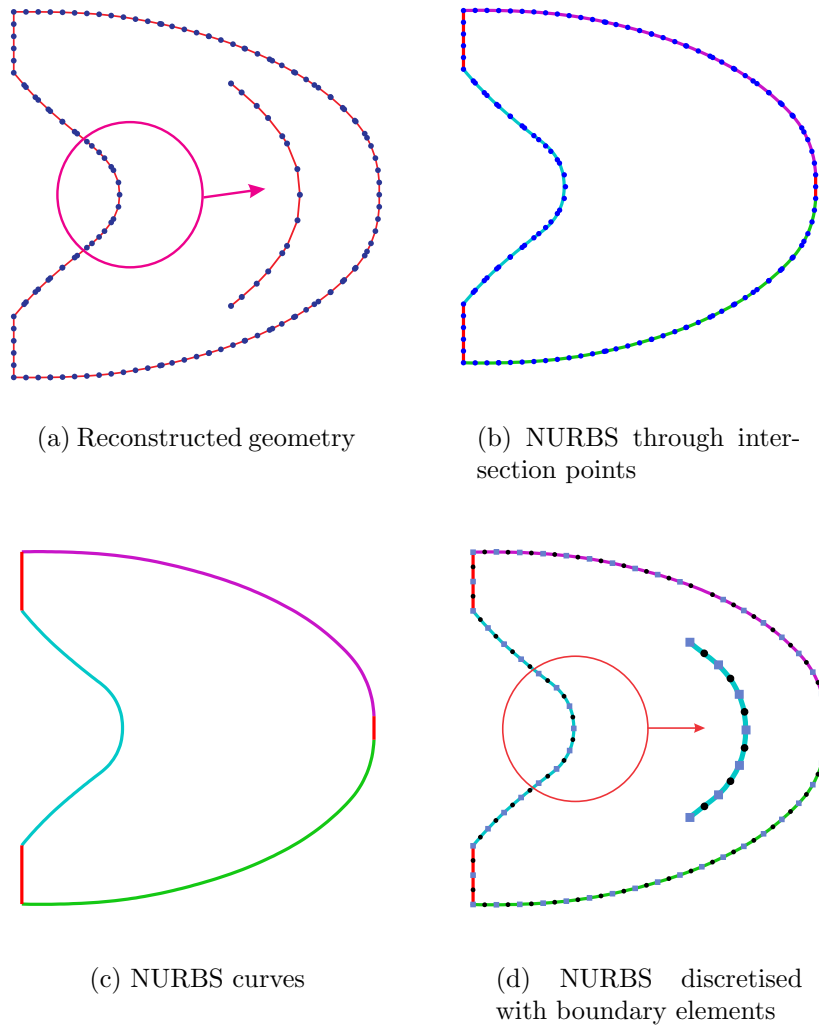 (a) Reconstructed geometry
(b) NURBS through inter-
section points
(c) NURBS curves
(d) NURBS discretised
with boundary elements